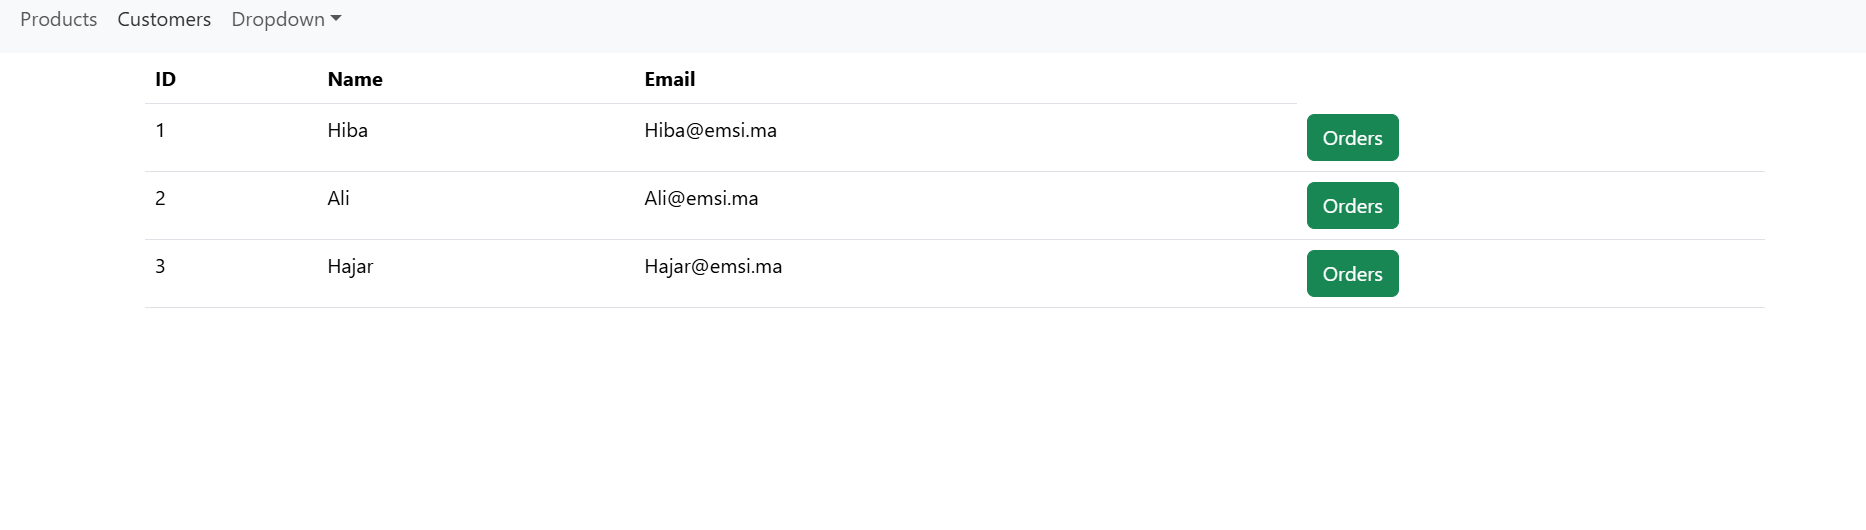 Products Customers Dropdown
ID Name Email
1 Hiba Hiba@emsi.ma Orders
2 Ali Ali@emsi.ma Orders
3 Hajar Hajar@emsi.ma Orders